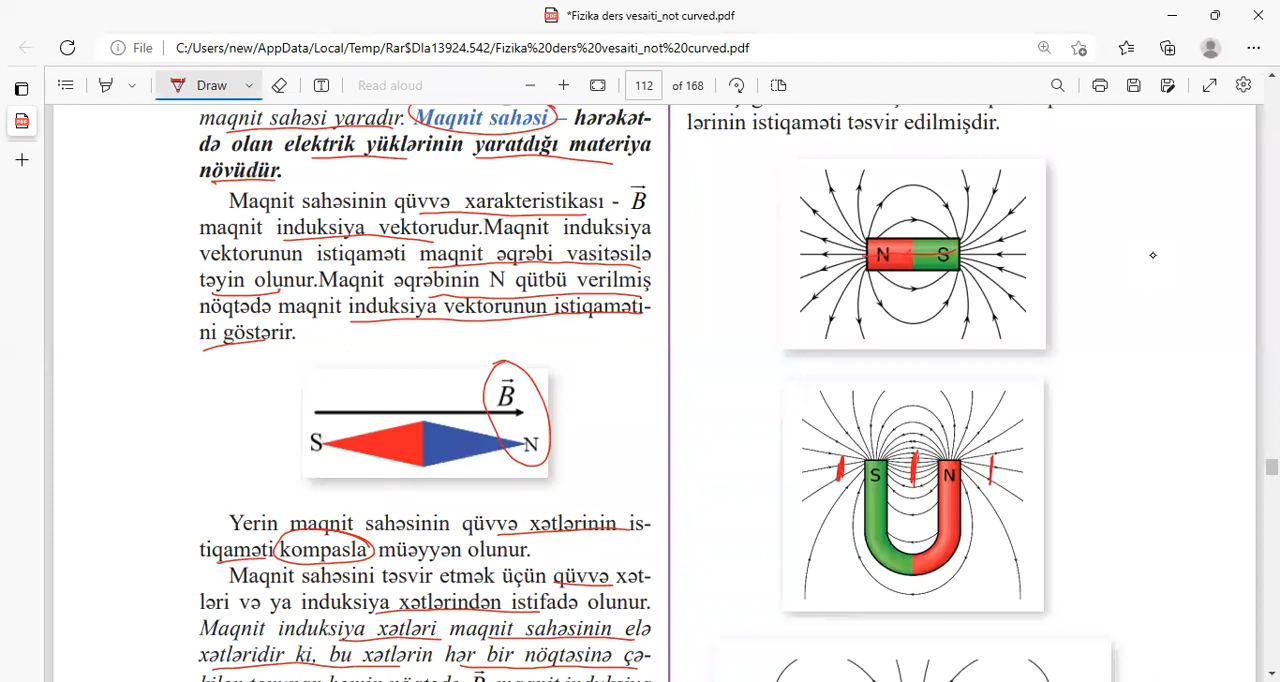 *Fizika ders vesaiti_not curved.pdf
File C:/Users/new/AppData/Local/Temp/Rar$DIa13924.542/Fizika%20ders%20vesaiti_not%20curved.pdf
Draw Read aloud 112 of 168
maqnit sahəsi yaradır. Maqnit sahəsi – hərəkət-
də olan elektrik yüklərinin yaratdığı materiya
növüdür.
Maqnit sahəsinin qüvvə xarakteristikası - B
maqnit induksiya vektorudur.Maqnit induksiya
vektorunun istiqaməti maqnit əqrəbi vasitəsilə
təyin olunur.Maqnit əqrəbinin N qütbü verilmiş
nöqtədə maqnit induksiya vektorunun istiqaməti-
ni göstərir.
B
S N
Yerin maqnit sahəsinin qüvvə xətlərinin is-
tiqaməti kompasla müəyyən olunur.
Maqnit sahəsini təsvir etmək üçün qüvvə xət-
ləri və ya induksiya xətlərindən istifadə olunur.
Maqnit induksiya xətləri maqnit sahəsinin elə
xətləridir ki, bu xətlərin hər bir nöqtəsinə çə-
lərinin istiqaməti təsvir edilmişdir.
N S
S N